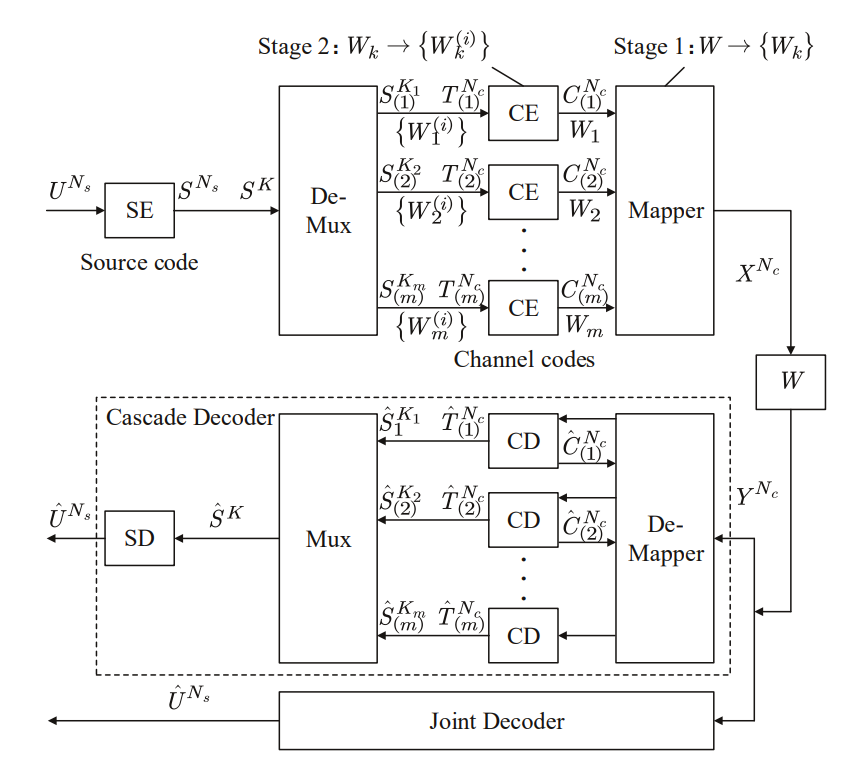 Stage 2: $W_k \to \{W_k^{(i)}\}$ Stage 1: $W \to \{W_k\}$
$S_{(1)}^{K_1}$ $T_{(1)}^{N_c}$ CE $C_{(1)}^{N_c}$
$\{W_1^{(i)}\}$ $W_1$
$U^{N_s}$ SE $S^{N_s}$ $S^K$
Source code
De-
Mux
$S_{(2)}^{K_2}$ $T_{(2)}^{N_c}$ CE $C_{(2)}^{N_c}$
$\{W_2^{(i)}\}$ $W_2$
Mapper
$S_{(m)}^{K_m}$ $T_{(m)}^{N_c}$ CE $C_{(m)}^{N_c}$
$\{W_m^{(i)}\}$ $W_m$
Channel codes
$X^{N_c}$
$W$
Cascade Decoder
$\hat{S}_1^{K_1}$ $\hat{T}_{(1)}^{N_c}$ CD $\hat{C}_{(1)}^{N_c}$
$Y^{N_c}$
$\hat{S}_{(2)}^{K_2}$ $\hat{T}_{(2)}^{N_c}$ CD $\hat{C}_{(2)}^{N_c}$
De-
Mapper
$\hat{U}^{N_s}$ SD $\hat{S}^K$ Mux
$\hat{S}_{(m)}^{K_m}$ $\hat{T}_{(m)}^{N_c}$ CD
$\hat{U}^{N_s}$ Joint Decoder